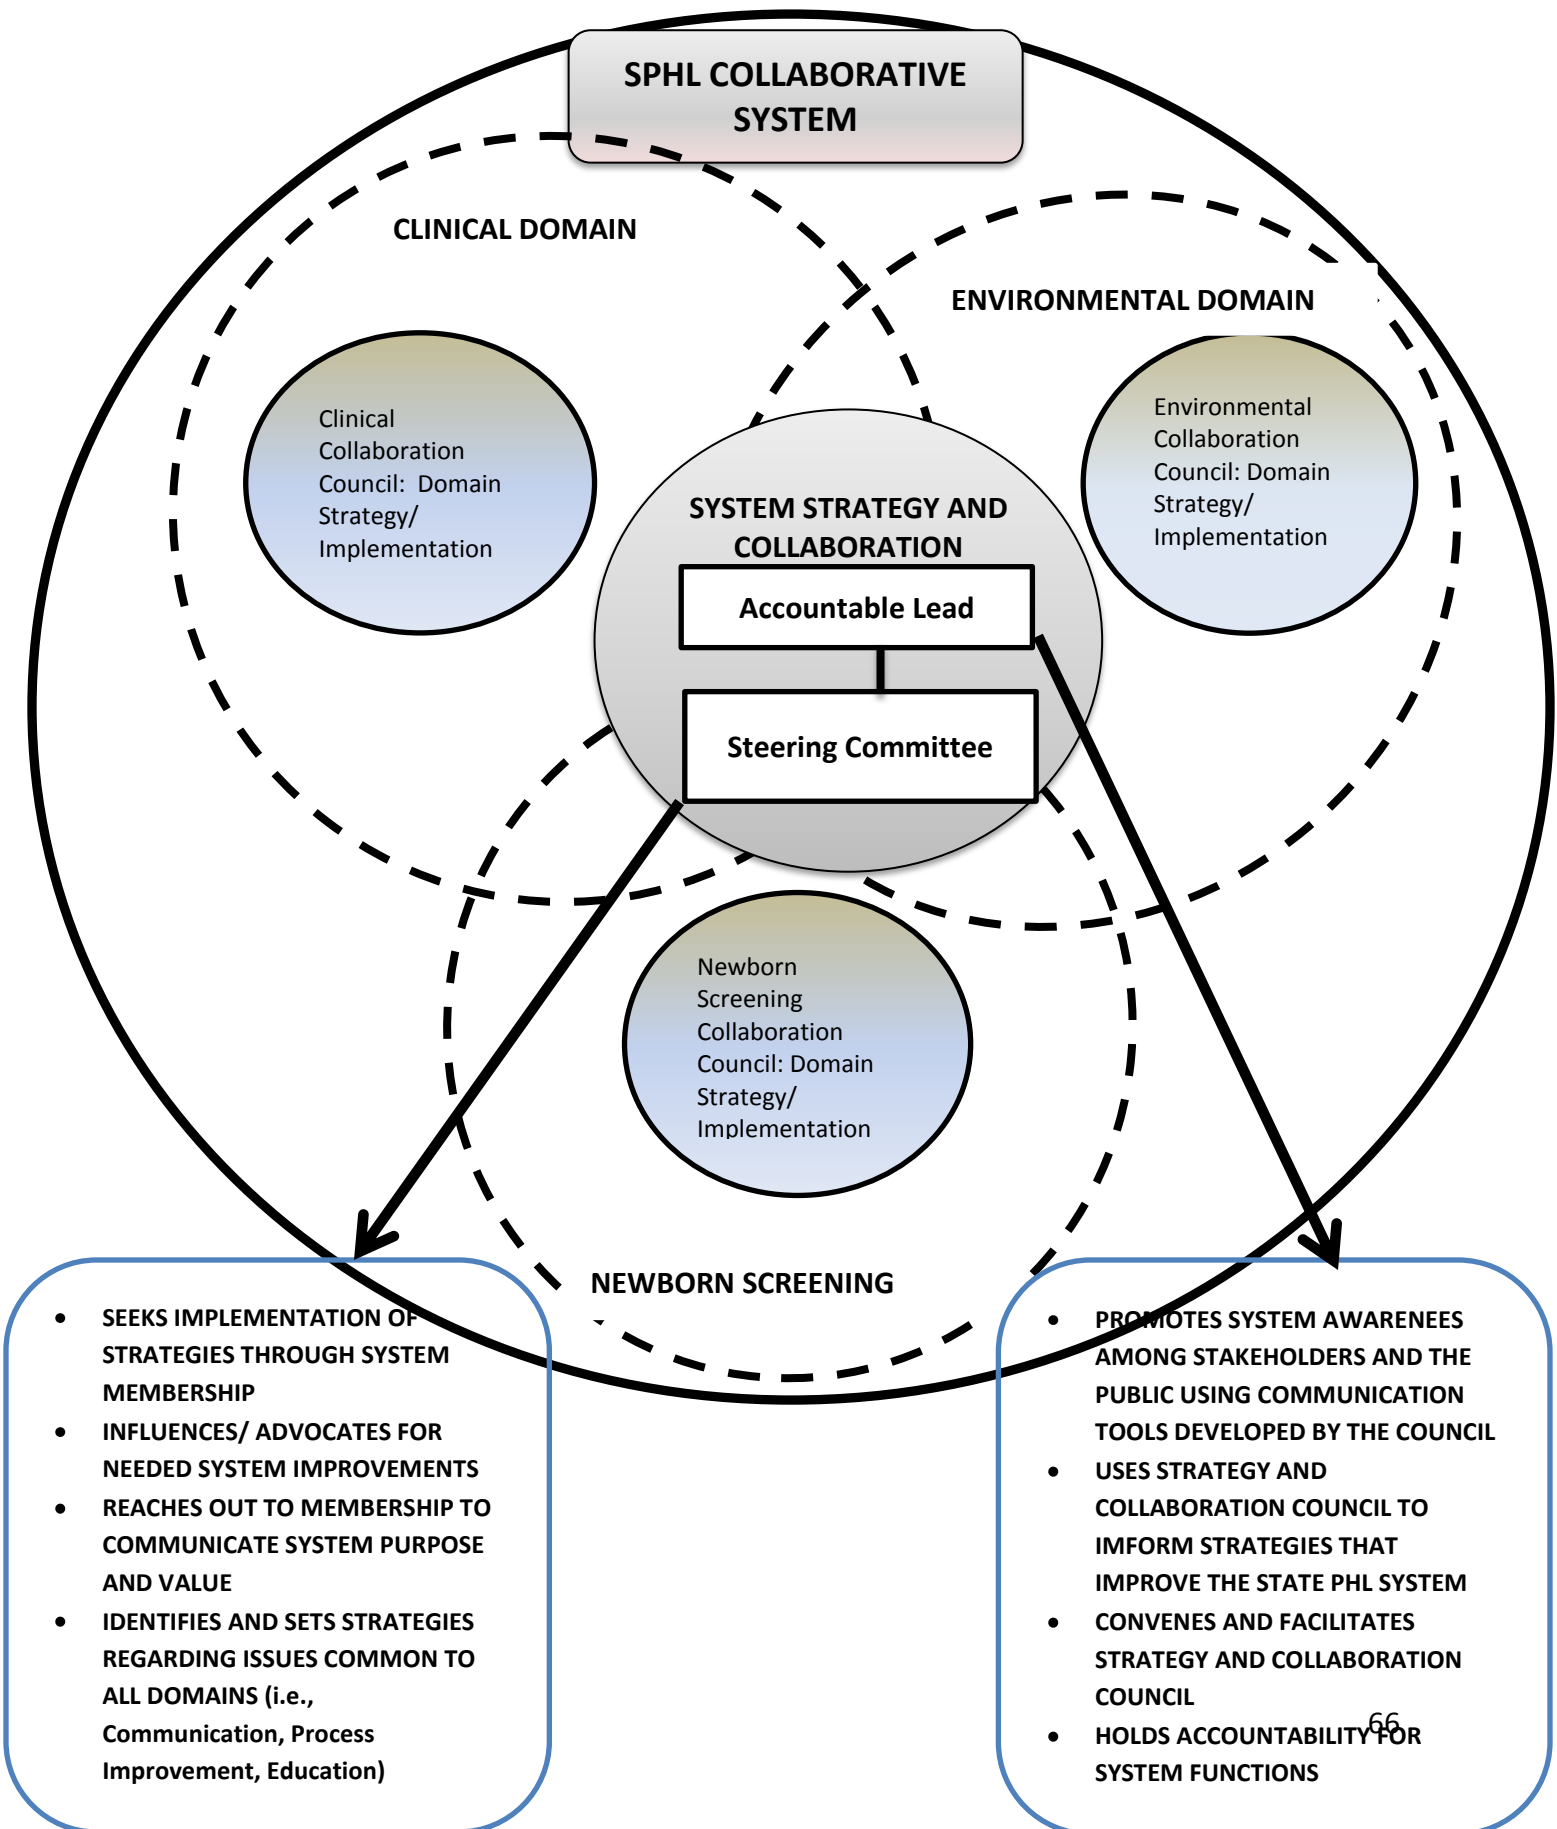 SPHL COLLABORATIVE
SYSTEM
CLINICAL DOMAIN
ENVIRONMENTAL DOMAIN
Clinical
Collaboration
Council:  Domain
Strategy/
Implementation
Environmental
Collaboration
Council: Domain
Strategy/
Implementation
SYSTEM STRATEGY AND
COLLABORATION
Accountable Lead
Steering Committee
Newborn
Screening
Collaboration
Council: Domain
Strategy/
Implementation
NEWBORN SCREENING
• SEEKS IMPLEMENTATION OF
STRATEGIES THROUGH SYSTEM
MEMBERSHIP
• INFLUENCES/ ADVOCATES FOR
NEEDED SYSTEM IMPROVEMENTS
• REACHES OUT TO MEMBERSHIP TO
COMMUNICATE SYSTEM PURPOSE
AND VALUE
• IDENTIFIES AND SETS STRATEGIES
REGARDING ISSUES COMMON TO
ALL DOMAINS (i.e.,
Communication, Process
Improvement, Education)
• PROMOTES SYSTEM AWARENEES
AMONG STAKEHOLDERS AND THE
PUBLIC USING COMMUNICATION
TOOLS DEVELOPED BY THE COUNCIL
• USES STRATEGY AND
COLLABORATION COUNCIL TO
IMFORM STRATEGIES THAT
IMPROVE THE STATE PHL SYSTEM
• CONVENES AND FACILITATES
STRATEGY AND COLLABORATION
COUNCIL
• HOLDS ACCOUNTABILITY FOR
SYSTEM FUNCTIONS
66